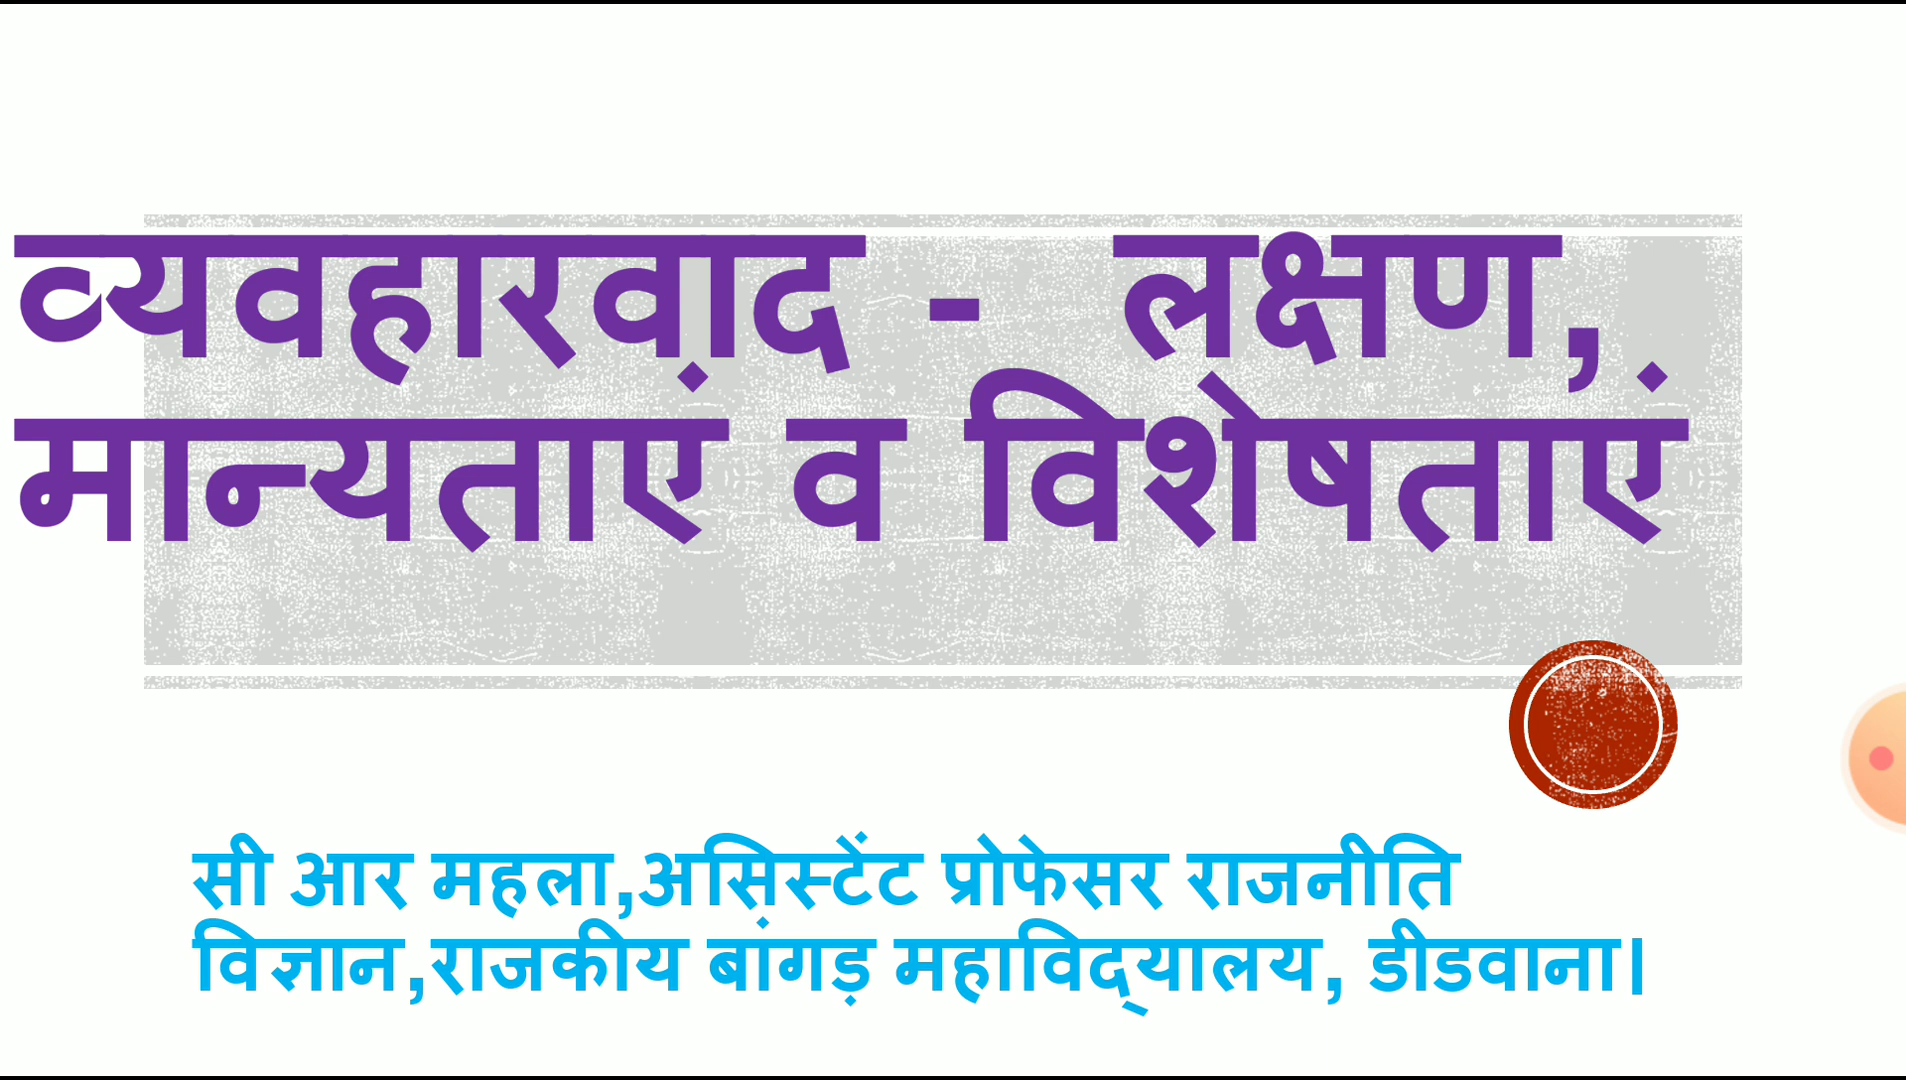 व्यवहारवाद - लक्षण,
मान्यताएं व विशेषताएं
सी आर महला,असिस्टेंट प्रोफेसर राजनीति
विज्ञान,राजकीय बांगड़ महाविद्‌यालय, डीडवाना।